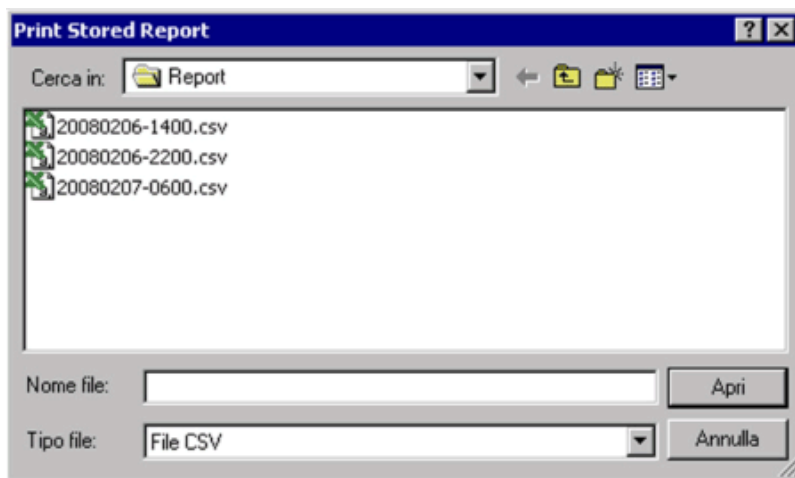 Print Stored Report
Cerca in: Report
20080206-1400.csv
20080206-2200.csv
20080207-0600.csv
Nome file: Apri
Tipo file: File CSV Annulla